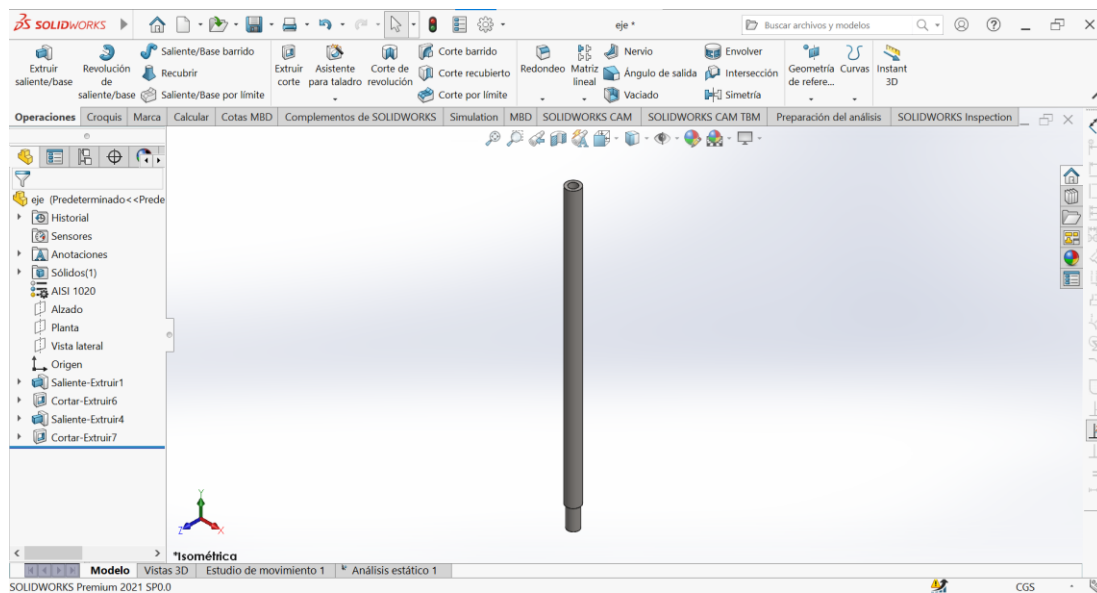 SOLIDWORKS
eje *
Buscar archivos y modelos
Extruir saliente/base
Revolución de saliente/base
Saliente/Base barrido
Recubrir
Saliente/Base por límite
Extruir corte
Asistente para taladro
Corte de revolución
Corte barrido
Corte recubierto
Corte por límite
Redondeo
Matriz lineal
Nervio
Ángulo de salida
Vaciado
Envolver
Intersección
Simetría
Geometría de refere...
Curvas
Instant 3D
Operaciones Croquis Marca Calcular Cotas MBD Complementos de SOLIDWORKS Simulation MBD SOLIDWORKS CAM SOLIDWORKS CAM TBM Preparación del análisis SOLIDWORKS Inspection
eje (Predeterminado<<Prede
Historial
Sensores
Anotaciones
Sólidos(1)
AISI 1020
Alzado
Planta
Vista lateral
Origen
Saliente-Extruir1
Cortar-Extruir6
Saliente-Extruir4
Cortar-Extruir7
Y
Z
X
*Isométrica
Modelo Vistas 3D Estudio de movimiento 1 Análisis estático 1
SOLIDWORKS Premium 2021 SP0.0
CGS